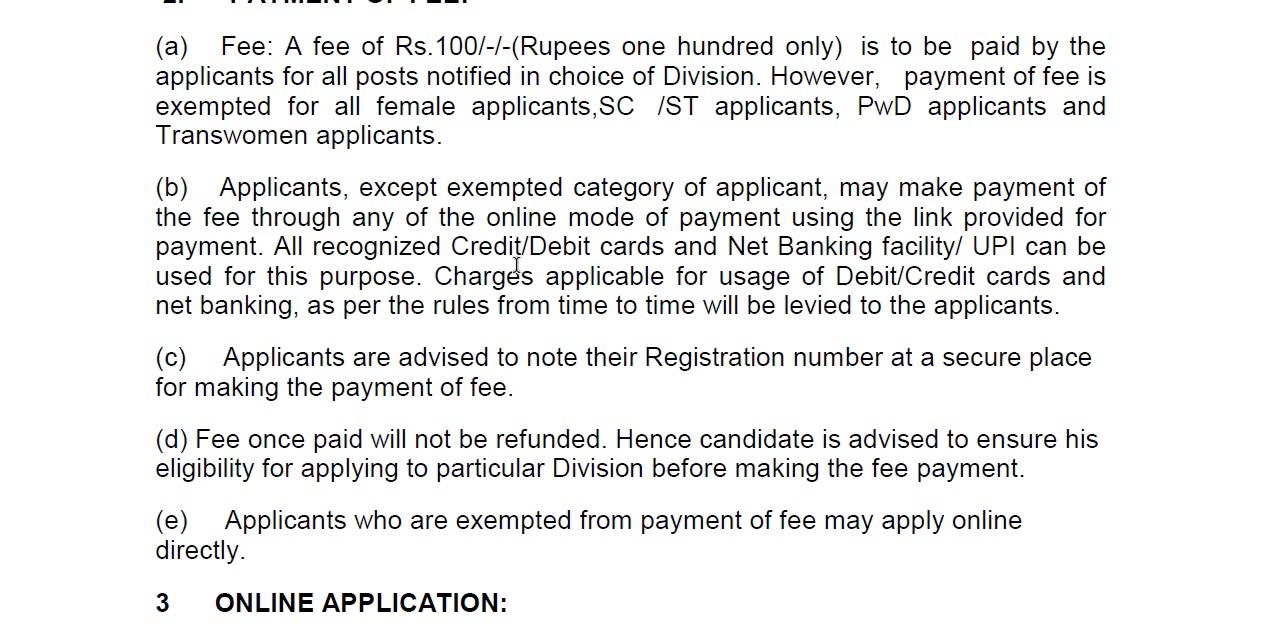 2. PAYMENT OF FEE:
(a) Fee: A fee of Rs.100/-/-(Rupees one hundred only) is to be paid by the
applicants for all posts notified in choice of Division. However, payment of fee is
exempted for all female applicants,SC /ST applicants, PwD applicants and
Transwomen applicants.
(b) Applicants, except exempted category of applicant, may make payment of
the fee through any of the online mode of payment using the link provided for
payment. All recognized Credit/Debit cards and Net Banking facility/ UPI can be
used for this purpose. Charges applicable for usage of Debit/Credit cards and
net banking, as per the rules from time to time will be levied to the applicants.
(c) Applicants are advised to note their Registration number at a secure place
for making the payment of fee.
(d) Fee once paid will not be refunded. Hence candidate is advised to ensure his
eligibility for applying to particular Division before making the fee payment.
(e) Applicants who are exempted from payment of fee may apply online
directly.
3 ONLINE APPLICATION: